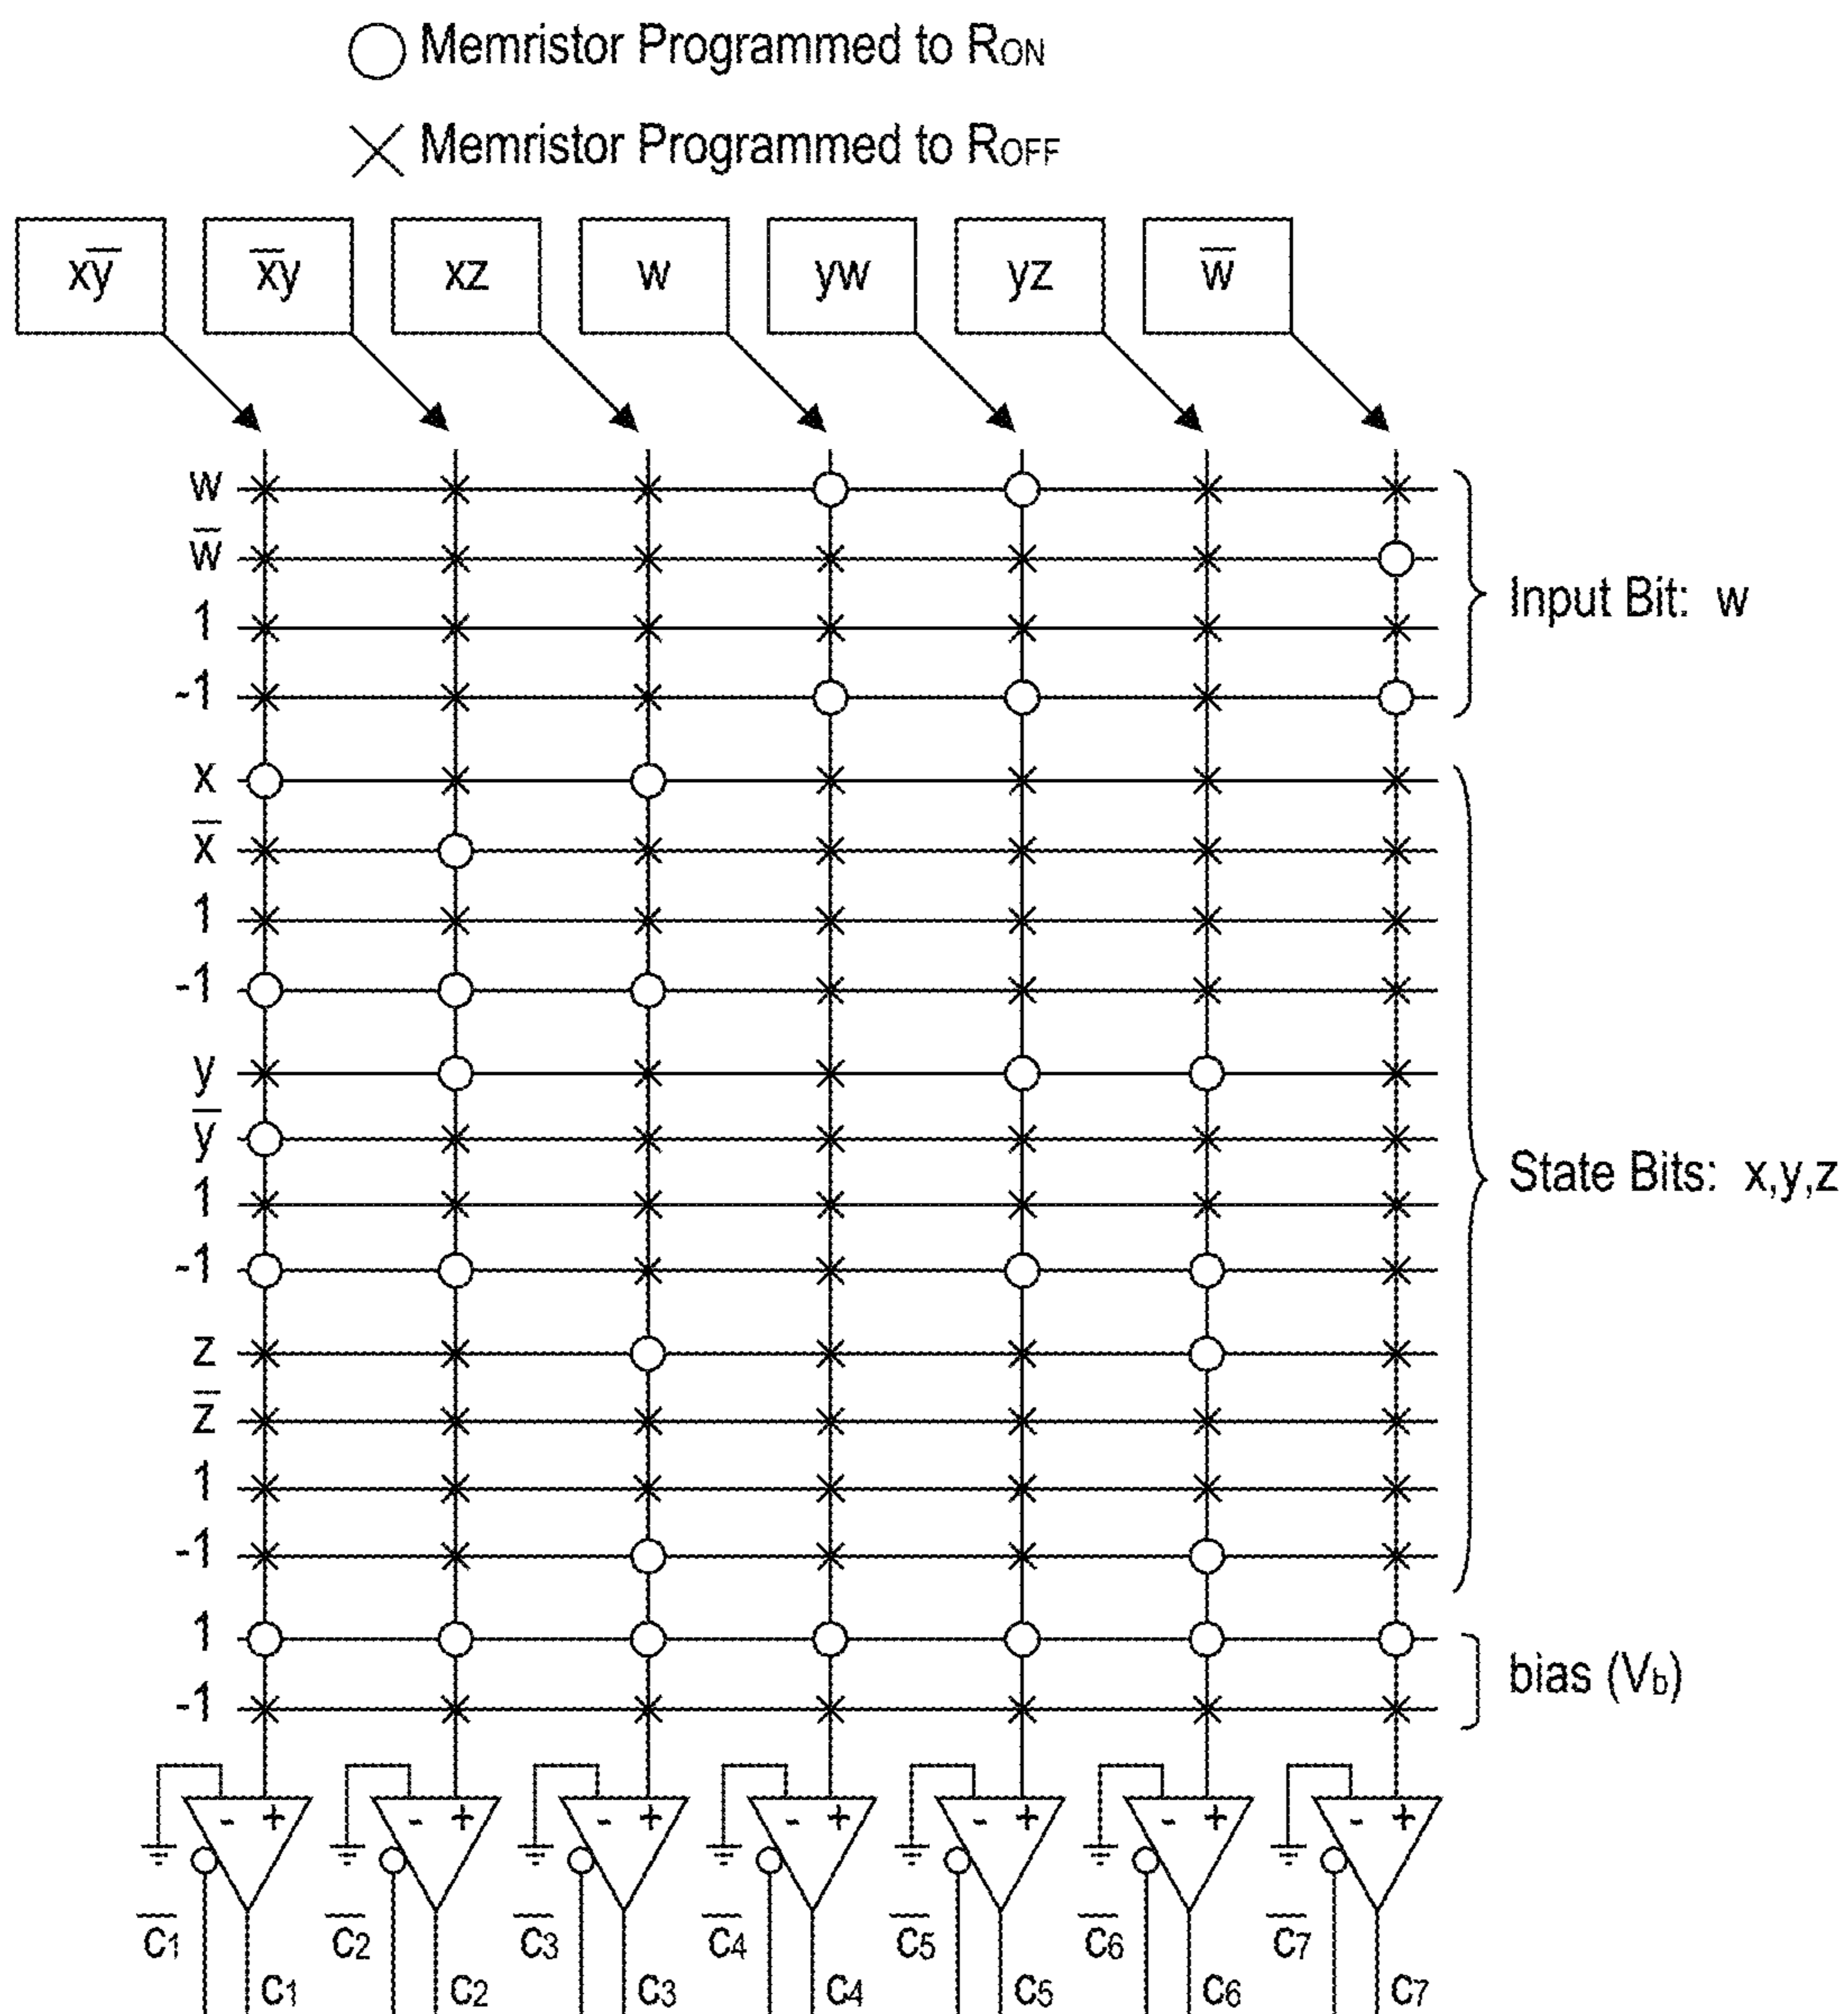 Memristor Programmed to RON
Memristor Programmed to ROFF
xy̅ x̅y xz w yw yz w̅
w
w̅
1
-1
Input Bit: w
x
x̅
1
-1
y
y̅
1
-1
State Bits: x,y,z
z
z̅
1
-1
1
-1
bias (Vb)
- + - + - + - + - + - + - +
c̅1 c̅2 c̅3 c̅4 c̅5 c̅6 c̅7
c1 c2 c3 c4 c5 c6 c7